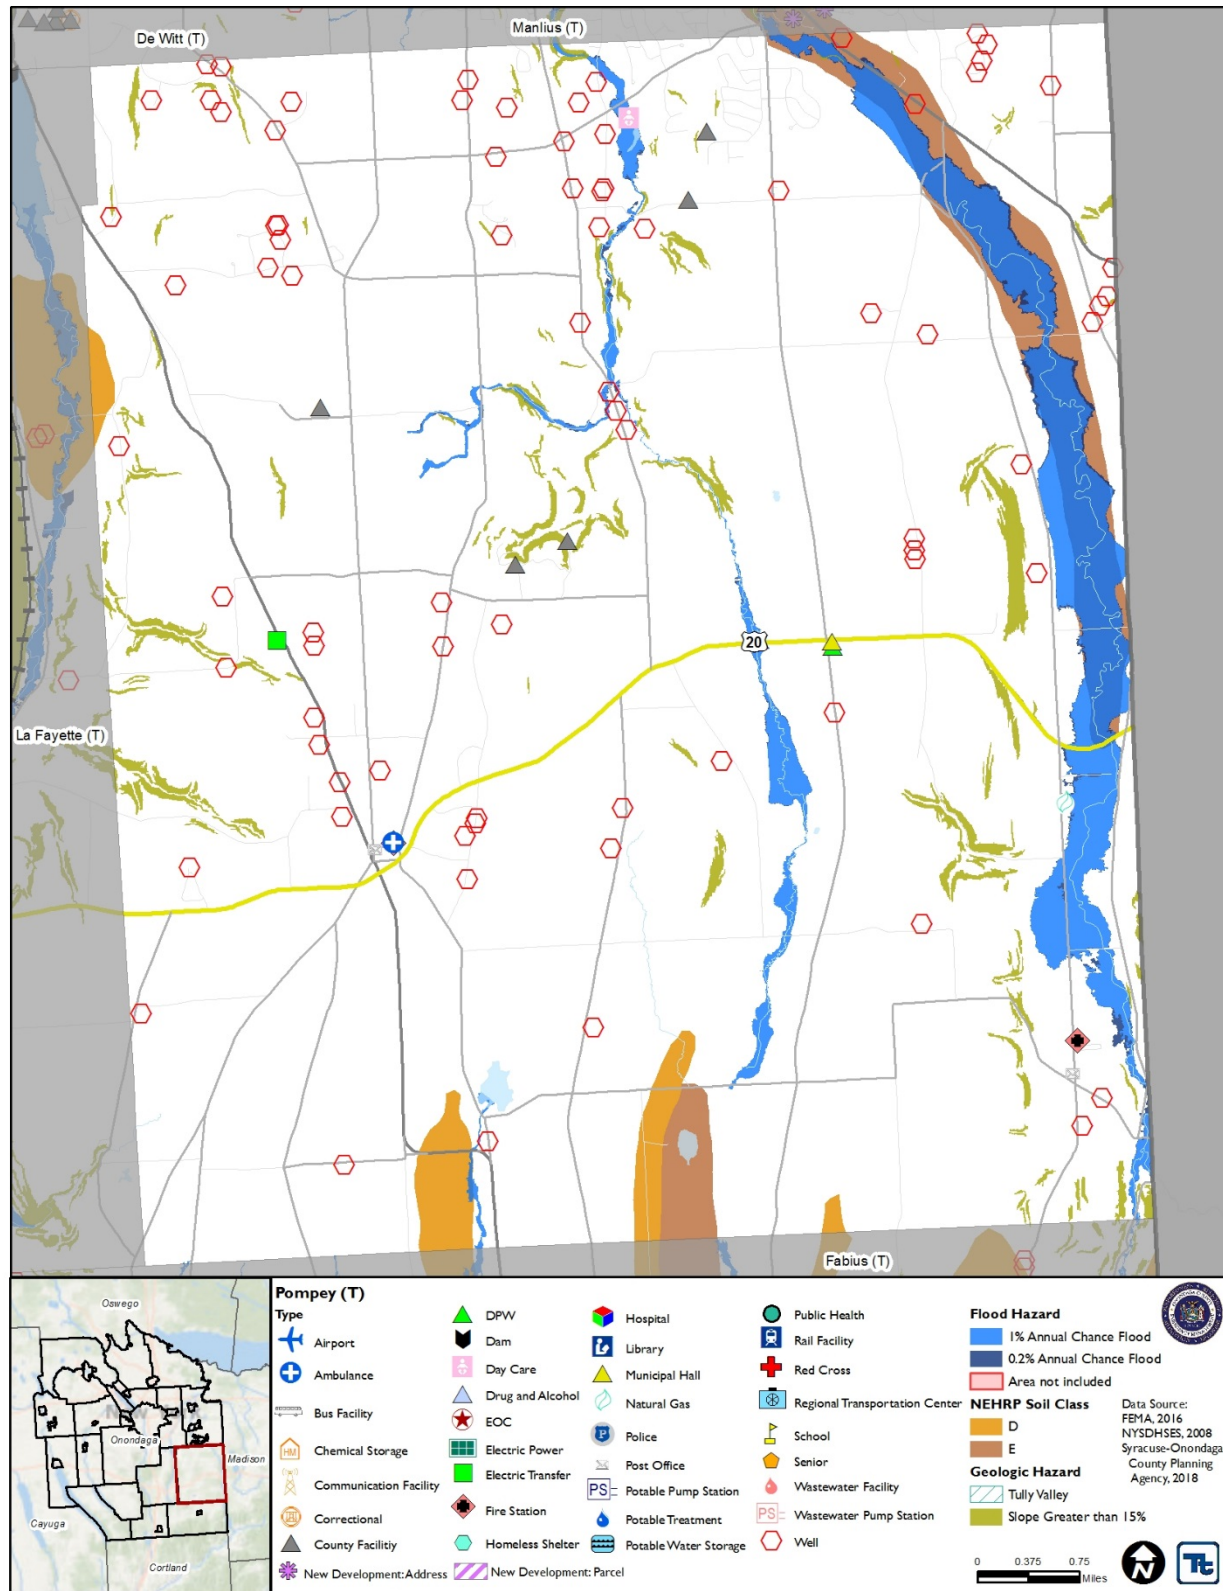 De Witt (T)
Manlius (T)
20
La Fayette (T)
Fabius (T)
Oswego
Onondaga
Madison
Cayuga
Cortland
Pompey (T)
Type
Airport
Ambulance
Bus Facility
HM
Chemical Storage
Communication Facility
Correctional
County Facilitiy
New Development: Address
DPW
Dam
Day Care
Drug and Alcohol
EOC
Electric Power
Electric Transfer
Fire Station
Homeless Shelter
New Development: Parcel
Hospital
Library
Municipal Hall
Natural Gas
P
Police
Post Office
PS
Potable Pump Station
Potable Treatment
Potable Water Storage
Public Health
Rail Facility
Red Cross
Regional Transportation Center
School
Senior
Wastewater Facility
PS
Wastewater Pump Station
Well
Flood Hazard
1% Annual Chance Flood
0.2% Annual Chance Flood
Area not included
NEHRP Soil Class
D
E
Geologic Hazard
Tully Valley
Slope Greater than 15%
Data Source:
FEMA, 2016
NYSDHSES, 2008
Syracuse-Onondaga
County Planning
Agency, 2018
0 0.375 0.75
Miles
N
Tt